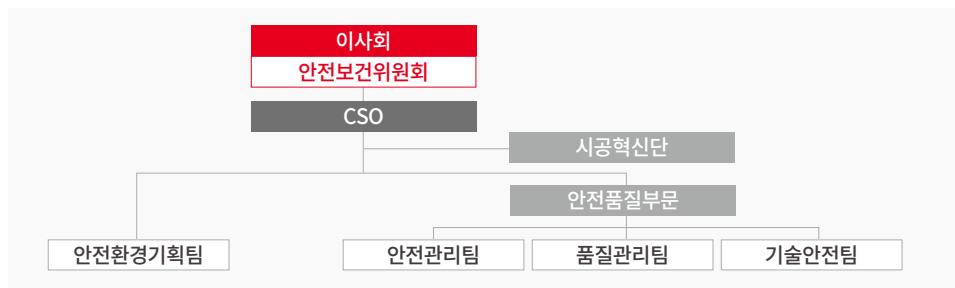 이사회
안전보건위원회
CSO
시공혁신단
안전품질부문
안전환경기획팀
안전관리팀
품질관리팀
기술안전팀